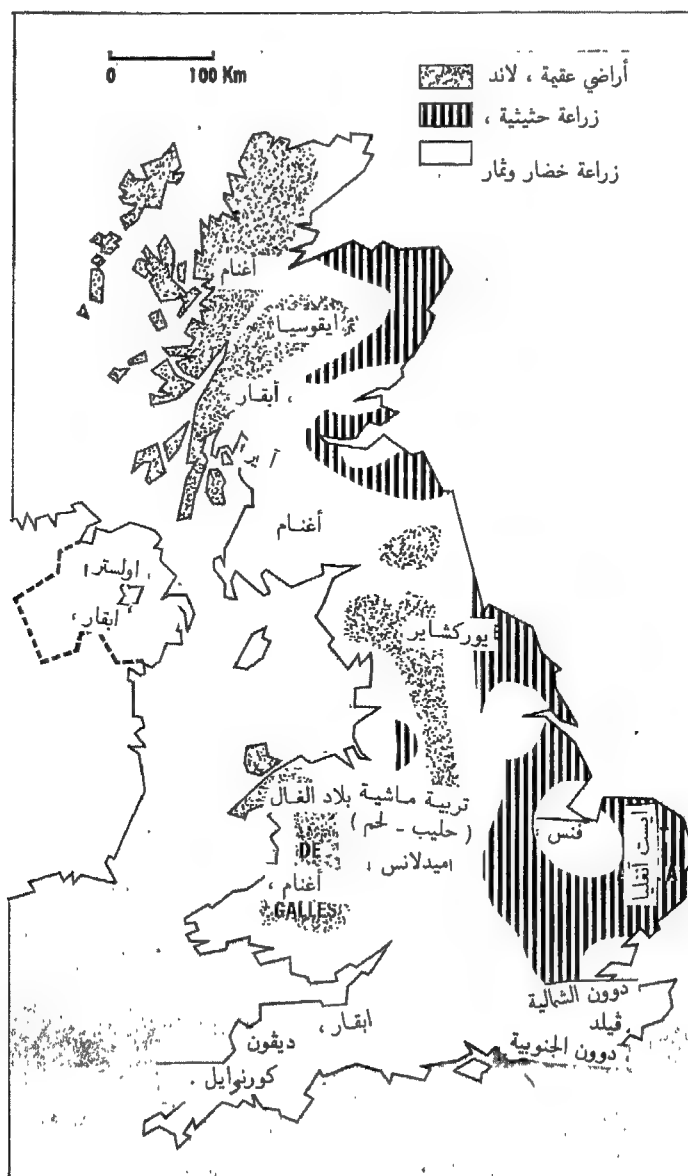 0 100 Km
أراضي عقيمة ، لاند
زراعة حثيثية ،
زراعة خضار وثمار
أغنام
ايقوسيا
أبقار ،
آير
أغنام
اولستر
ابقار ،
يوركشاير
تربية ماشية بلاد الغال
( حليب - لحم )
ميدلانس
DE
أغنام ،
GALLES
فنس
ايست انغليا
A
دوون الشمالية
ڤيلد
دوون الجنوبية
ابقار ،
ديڤون
كورنوايل